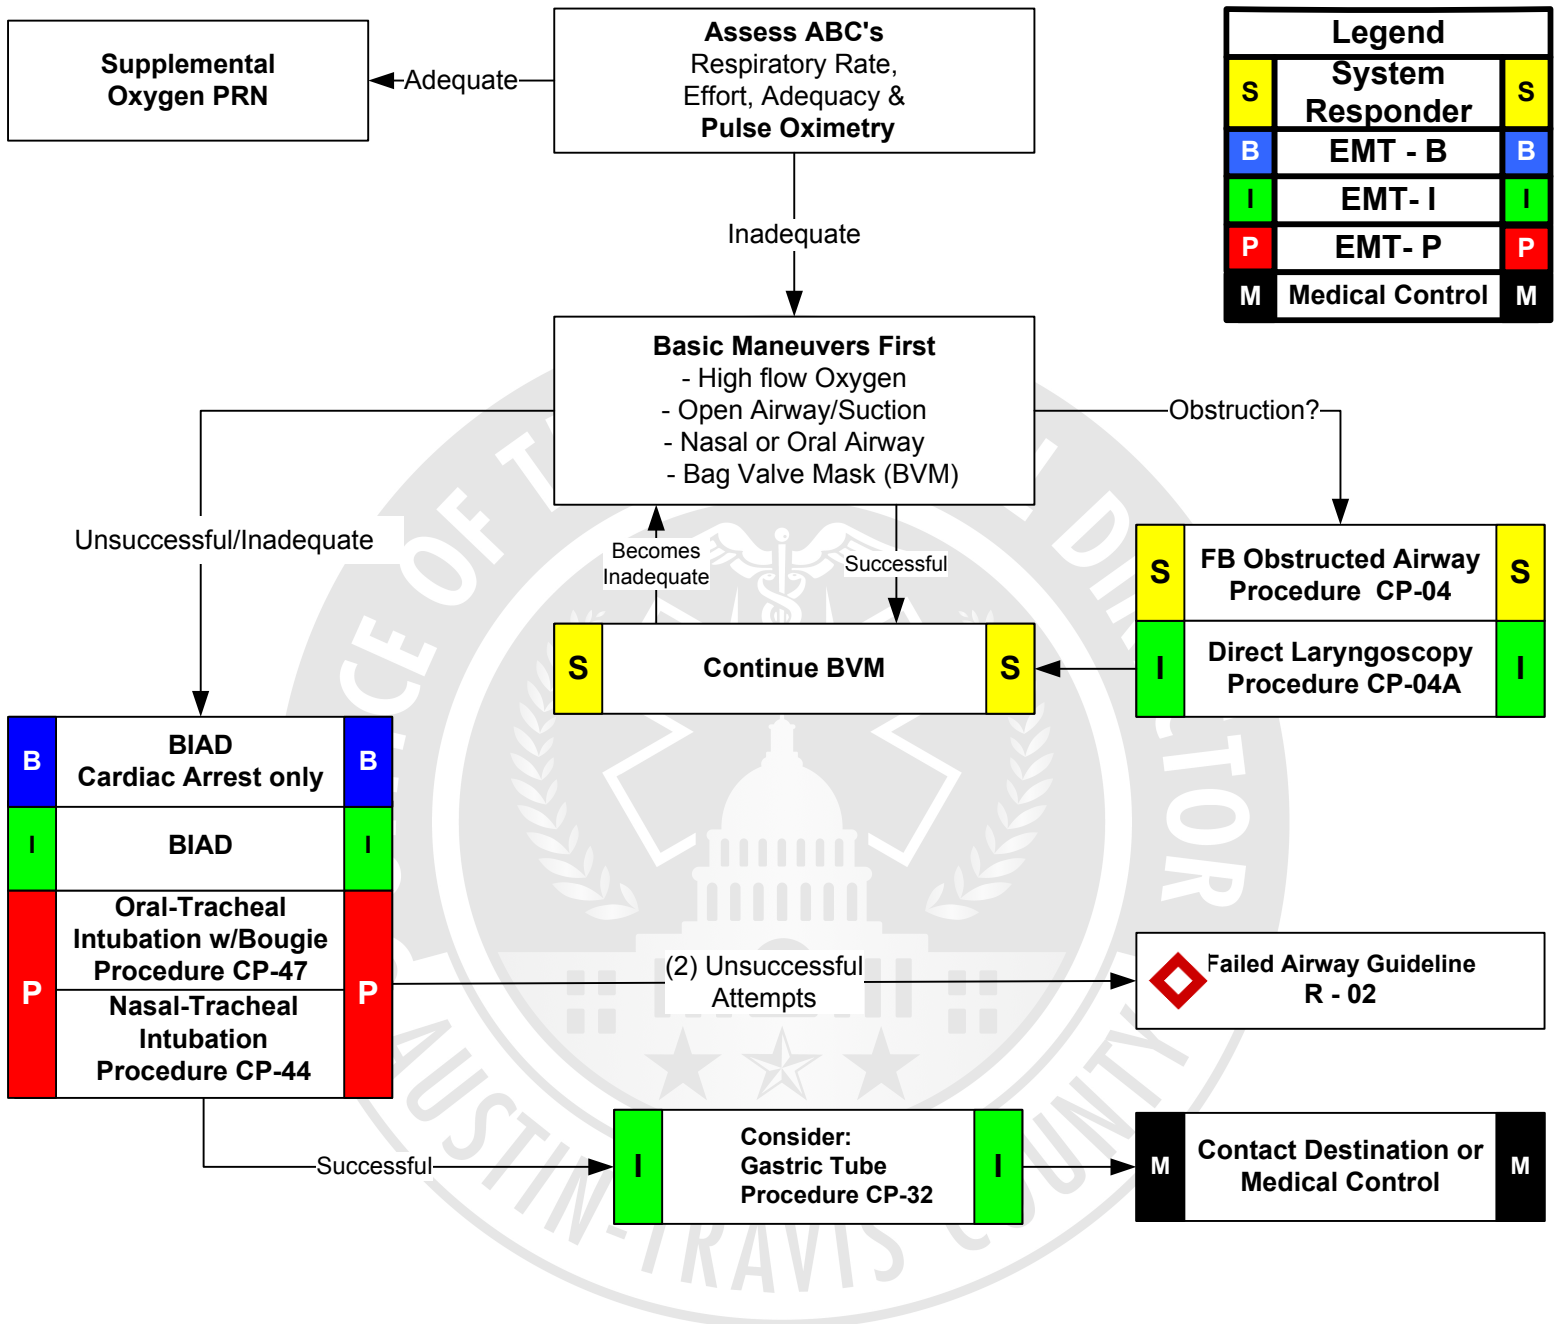 Supplemental
Oxygen PRN
Adequate
Assess ABC's
Respiratory Rate,
Effort, Adequacy &
Pulse Oximetry
Legend
S System Responder S
B EMT - B B
I EMT- I I
P EMT- P P
M Medical Control M
Inadequate
Basic Maneuvers First
- High flow Oxygen
- Open Airway/Suction
- Nasal or Oral Airway
- Bag Valve Mask (BVM)
Obstruction?
Unsuccessful/Inadequate
Becomes
Inadequate
Successful
S FB Obstructed Airway S
Procedure CP-04
I Direct Laryngoscopy I
Procedure CP-04A
S Continue BVM S
B BIAD B
Cardiac Arrest only
I BIAD I
P Oral-Tracheal P
Intubation w/Bougie
Procedure CP-47
Nasal-Tracheal
Intubation
Procedure CP-44
(2) Unsuccessful
Attempts
Failed Airway Guideline
R - 02
Successful
I Consider: I
Gastric Tube
Procedure CP-32
M Contact Destination or M
Medical Control
AUSTIN-TRAVIS COUNTY